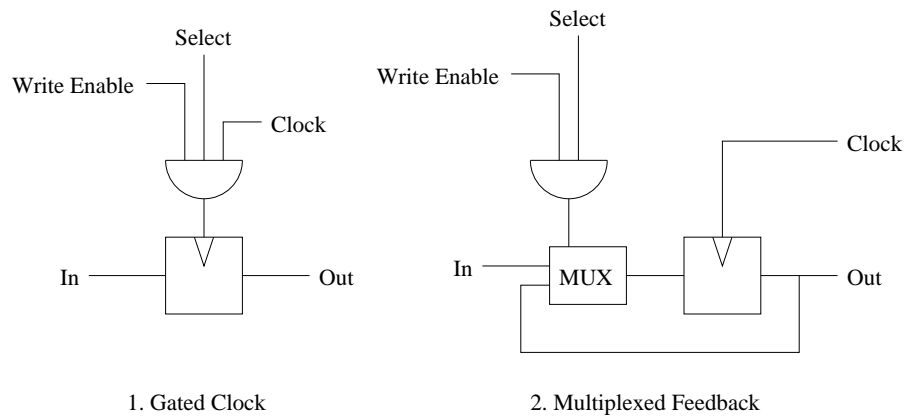 Select
Write Enable
Clock
In
Out
1. Gated Clock
Select
Write Enable
Clock
In
MUX
Out
2. Multiplexed Feedback